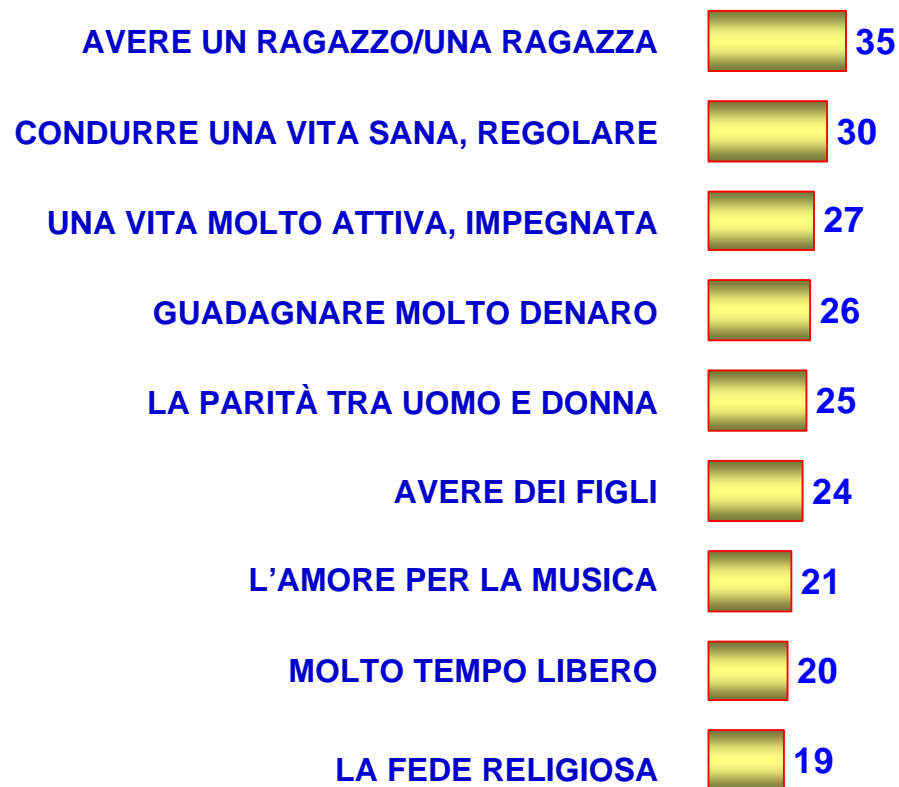 AVERE UN RAGAZZO/UNA RAGAZZA 35
CONDURRE UNA VITA SANA, REGOLARE 30
UNA VITA MOLTO ATTIVA, IMPEGNATA 27
GUADAGNARE MOLTO DENARO 26
LA PARITÀ TRA UOMO E DONNA 25
AVERE DEI FIGLI 24
L’AMORE PER LA MUSICA 21
MOLTO TEMPO LIBERO 20
LA FEDE RELIGIOSA 19